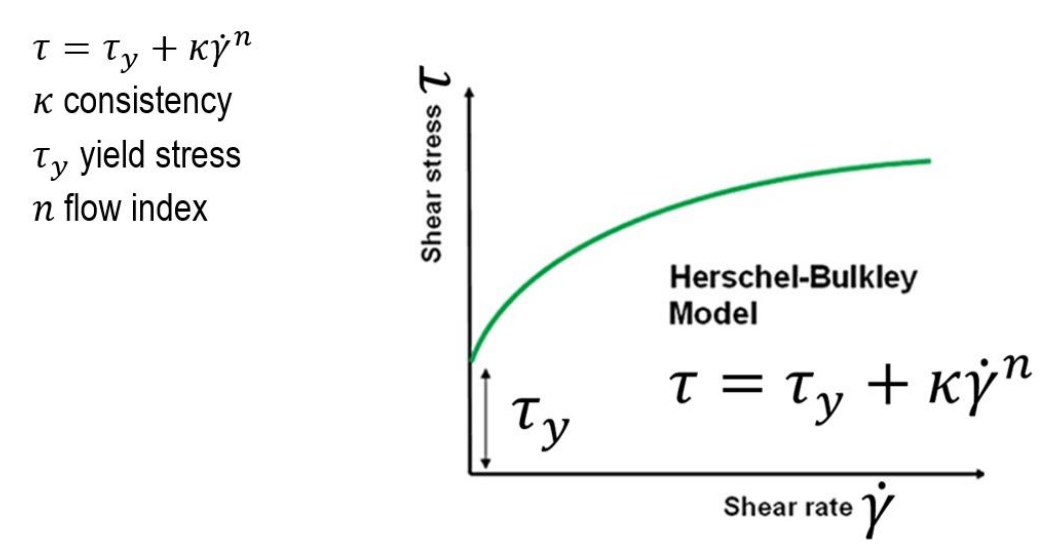 τ = τ_y + κγ̇ⁿ
κ consistency
τ_y yield stress
n flow index
Shear stress τ
Herschel-Bulkley
Model
τ = τ_y + κγ̇ⁿ
τ_y
Shear rate γ̇